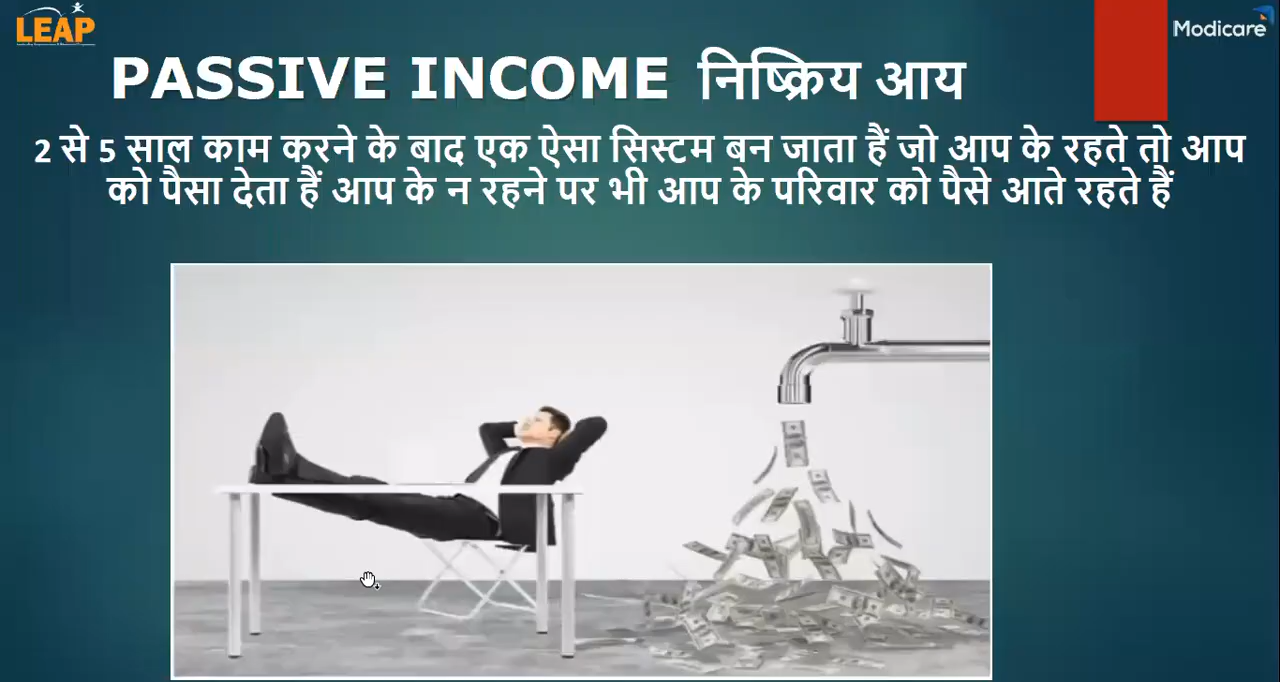 LEAP
Modicare
PASSIVE INCOME निष्क्रिय आय
2 से 5 साल काम करने के बाद एक ऐसा सिस्टम बन जाता हैं जो आप के रहते तो आप
को पैसा देता हैं आप के न रहने पर भी आप के परिवार को पैसे आते रहते हैं